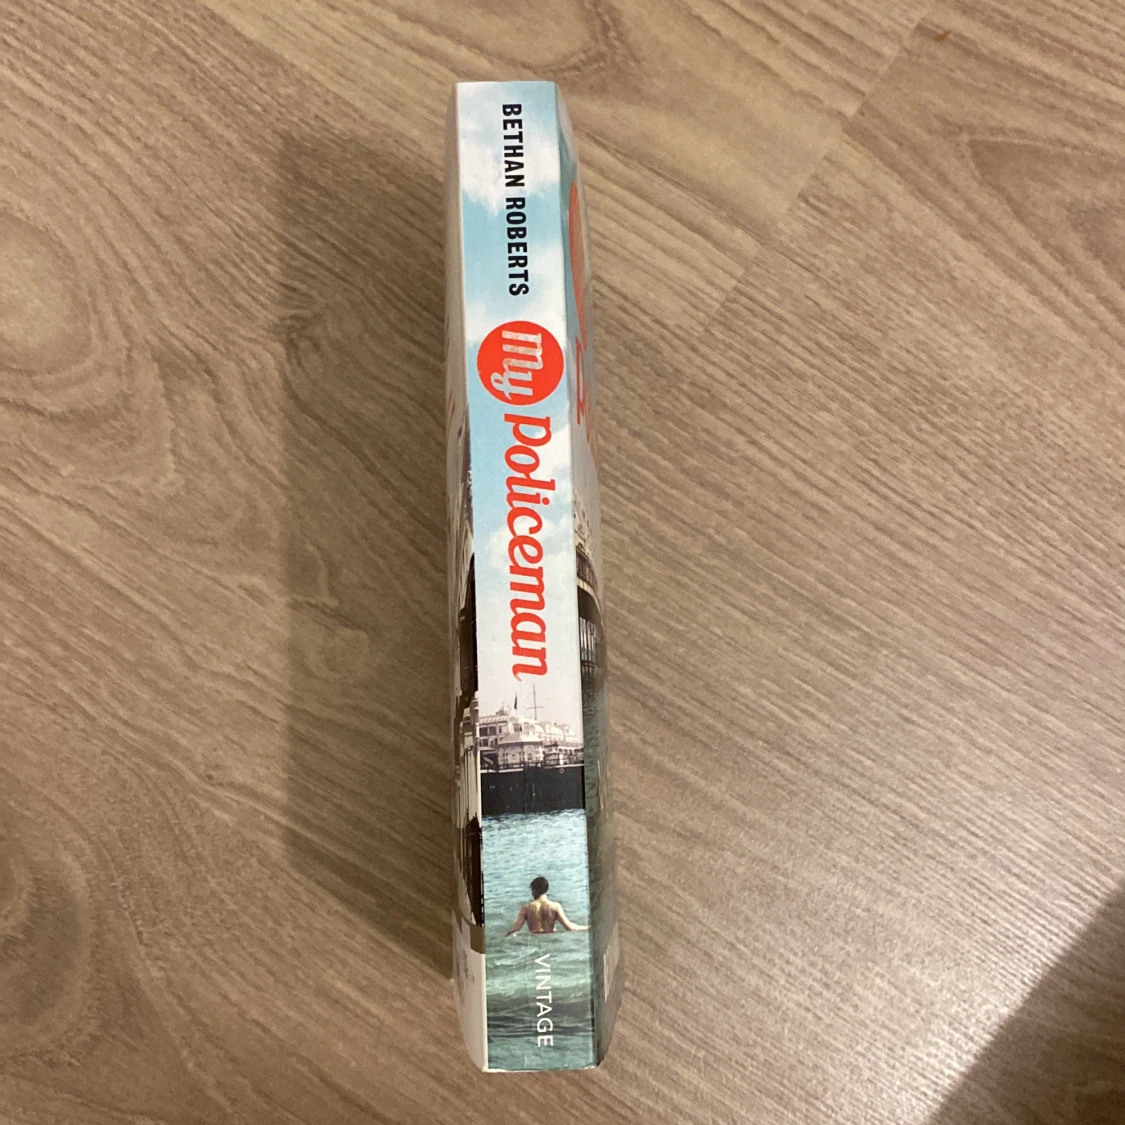 BETHAN ROBERTS
My Policeman
VINTAGE